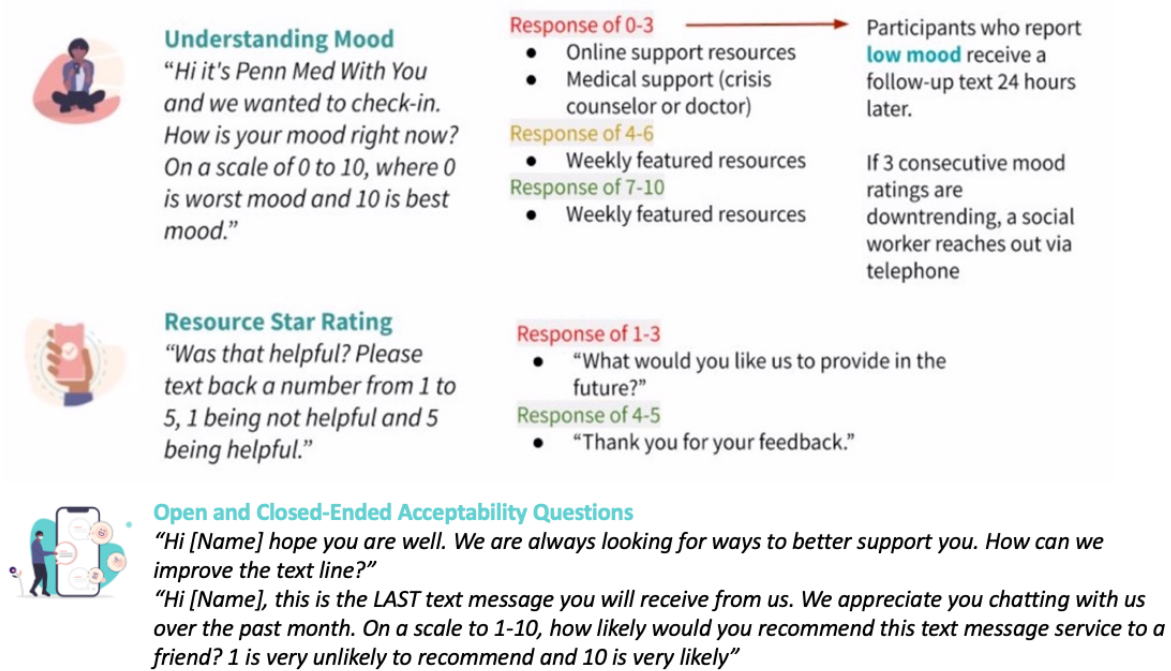 Understanding Mood
“Hi it's Penn Med With You
and we wanted to check-in.
How is your mood right now?
On a scale of 0 to 10, where 0
is worst mood and 10 is best
mood.”
Response of 0-3
● Online support resources
● Medical support (crisis
counselor or doctor)
Response of 4-6
● Weekly featured resources
Response of 7-10
● Weekly featured resources
Participants who report
low mood receive a
follow-up text 24 hours
later.
If 3 consecutive mood
ratings are
downtrending, a social
worker reaches out via
telephone
Resource Star Rating
“Was that helpful? Please
text back a number from 1 to
5, 1 being not helpful and 5
being helpful.”
Response of 1-3
● “What would you like us to provide in the
future?”
Response of 4-5
● “Thank you for your feedback.”
Open and Closed-Ended Acceptability Questions
“Hi [Name] hope you are well. We are always looking for ways to better support you. How can we
improve the text line?”
“Hi [Name], this is the LAST text message you will receive from us. We appreciate you chatting with us
over the past month. On a scale to 1-10, how likely would you recommend this text message service to a
friend? 1 is very unlikely to recommend and 10 is very likely”